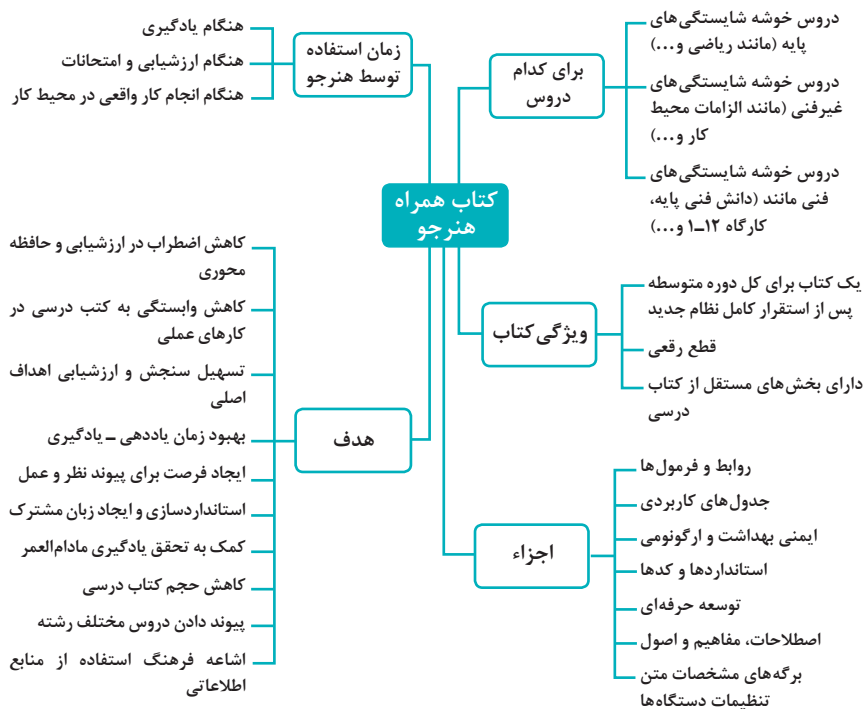 کتاب همراه
هنرجو
برای کدام
دروس
دروس خوشه شایستگی‌های
پایه (مانند ریاضی و...)
دروس خوشه شایستگی‌های
غیرفنی (مانند الزامات محیط
کار و...)
دروس خوشه شایستگی‌های
فنی مانند (دانش فنی پایه،
کارگاه ۱۲-۱ و...)
ویژگی کتاب
یک کتاب برای کل دوره متوسطه
پس از استقرار کامل نظام جدید
قطع رقعی
دارای بخش‌های مستقل از کتاب
درسی
اجزاء
روابط و فرمول‌ها
جدول‌های کاربردی
ایمنی بهداشت و ارگونومی
استانداردها و کدها
توسعه حرفه‌ای
اصطلاحات، مفاهیم و اصول
برگه‌های مشخصات متن
تنظیمات دستگاه‌ها
زمان استفاده
توسط هنرجو
هنگام یادگیری
هنگام ارزشیابی و امتحانات
هنگام انجام کار واقعی در محیط کار
هدف
کاهش اضطراب در ارزشیابی و حافظه
محوری
کاهش وابستگی به کتب درسی در
کارهای عملی
تسهیل سنجش و ارزشیابی اهداف
اصلی
بهبود زمان یاددهی ـ یادگیری
ایجاد فرصت برای پیوند نظر و عمل
استانداردسازی و ایجاد زبان مشترک
کمک به تحقق یادگیری مادام‌العمر
کاهش حجم کتاب درسی
پیوند دادن دروس مختلف رشته
اشاعه فرهنگ استفاده از منابع
اطلاعاتی